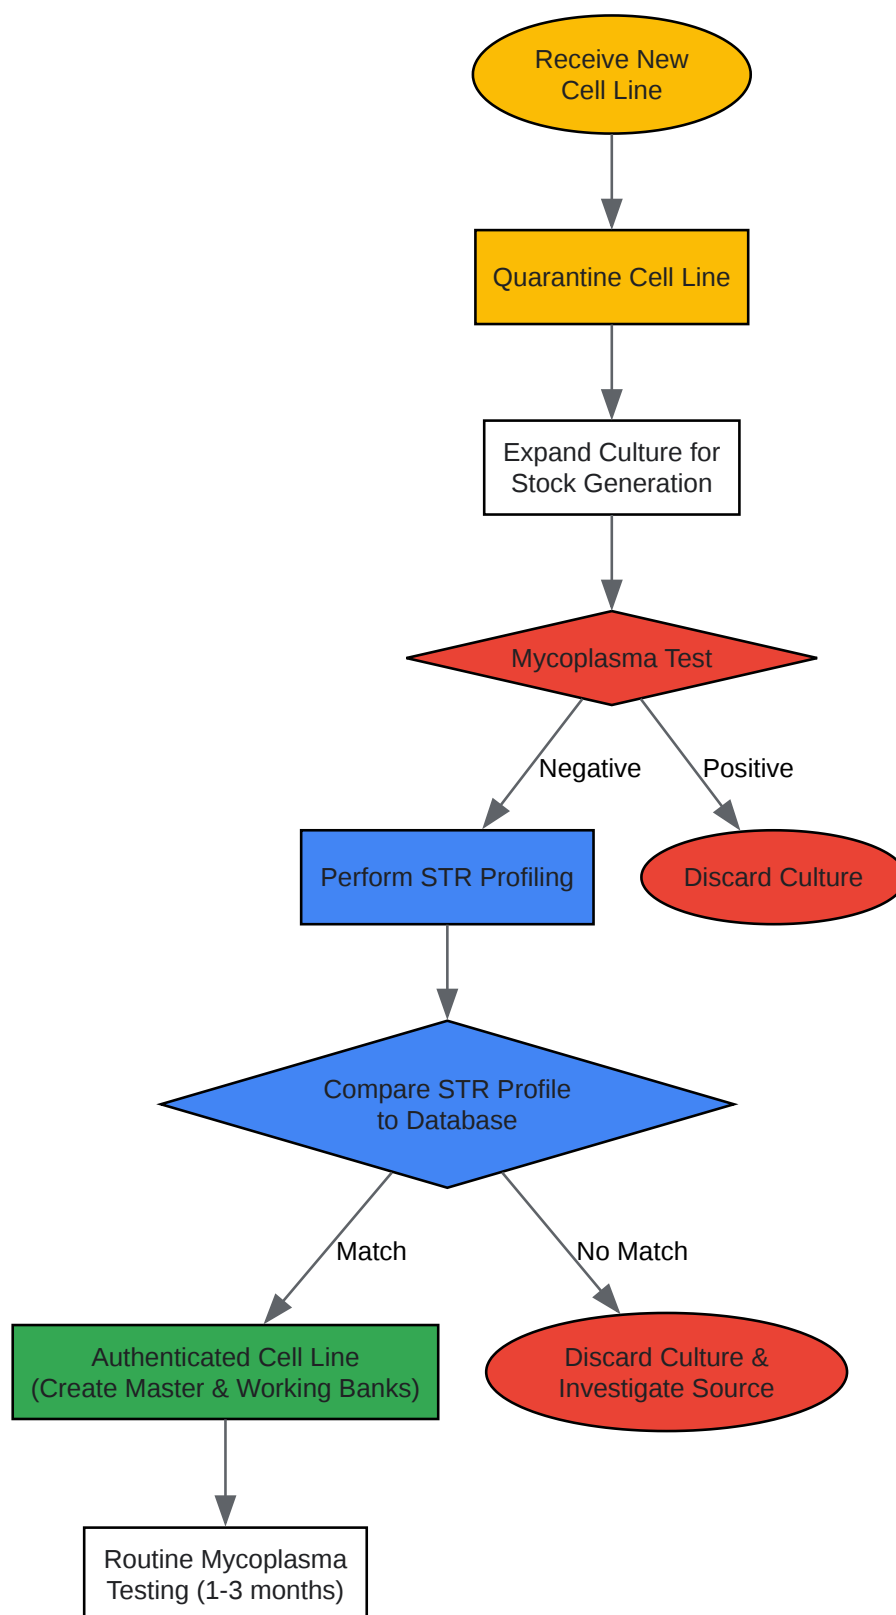 Receive New
Cell Line
Quarantine Cell Line
Expand Culture for
Stock Generation
Mycoplasma Test
Negative
Positive
Perform STR Profiling
Discard Culture
Compare STR Profile
to Database
Match
No Match
Authenticated Cell Line
(Create Master & Working Banks)
Discard Culture &
Investigate Source
Routine Mycoplasma
Testing (1-3 months)